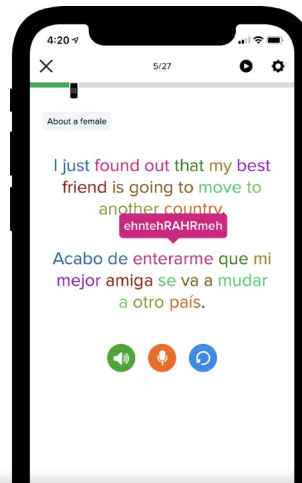 4:20
5/27
About a female
I just found out that my best
friend is going to move to
another country.
ehntehRAHRmeh
Acabo de enterarme que mi
mejor amiga se va a mudar
a otro país.